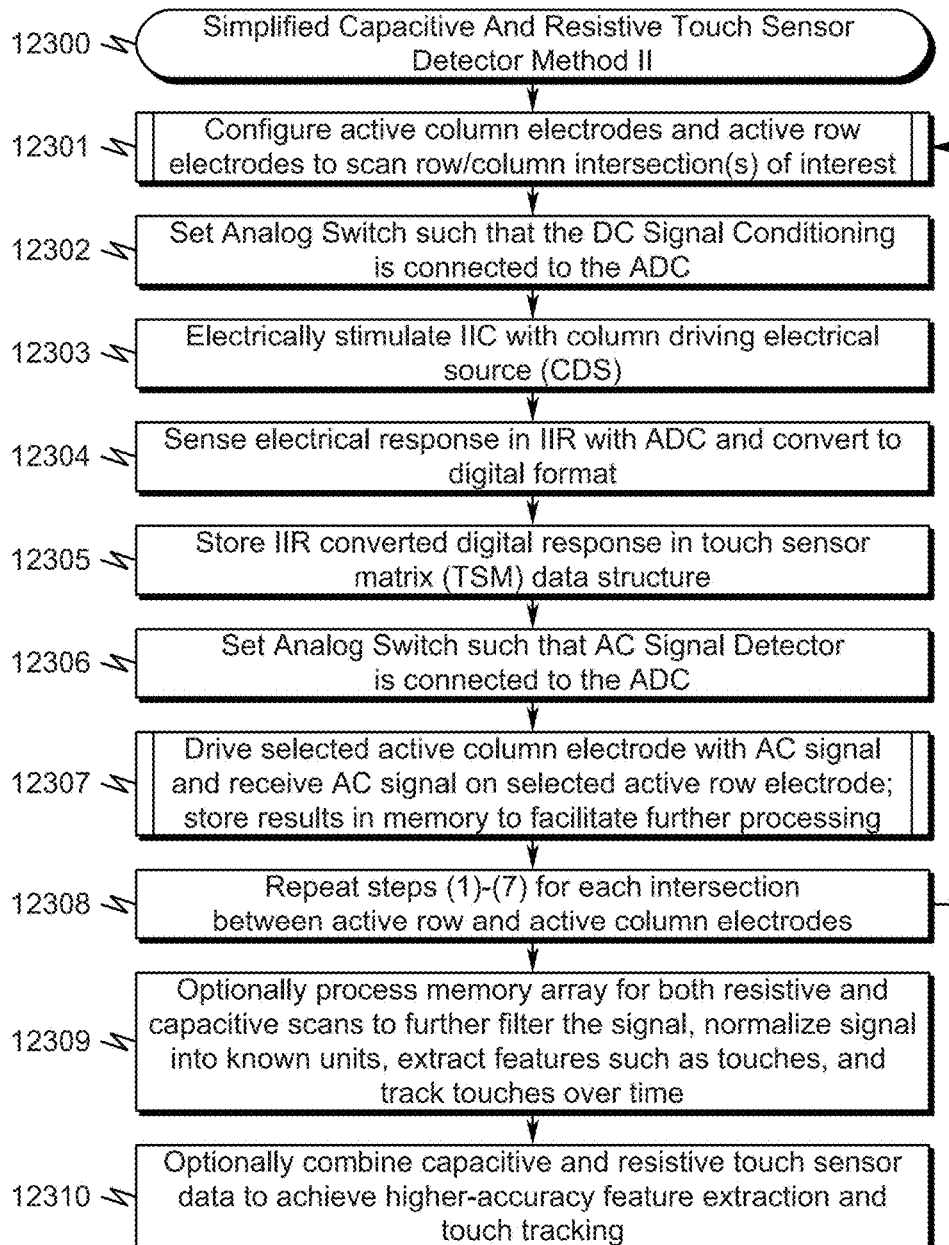 12300
Simplified Capacitive And Resistive Touch Sensor
Detector Method II
12301
Configure active column electrodes and active row
electrodes to scan row/column intersection(s) of interest
12302
Set Analog Switch such that the DC Signal Conditioning
is connected to the ADC
12303
Electrically stimulate IIC with column driving electrical
source (CDS)
12304
Sense electrical response in IIR with ADC and convert to
digital format
12305
Store IIR converted digital response in touch sensor
matrix (TSM) data structure
12306
Set Analog Switch such that AC Signal Detector
is connected to the ADC
12307
Drive selected active column electrode with AC signal
and receive AC signal on selected active row electrode;
store results in memory to facilitate further processing
12308
Repeat steps (1)-(7) for each intersection
between active row and active column electrodes
12309
Optionally process memory array for both resistive and
capacitive scans to further filter the signal, normalize signal
into known units, extract features such as touches, and
track touches over time
12310
Optionally combine capacitive and resistive touch sensor
data to achieve higher-accuracy feature extraction and
touch tracking